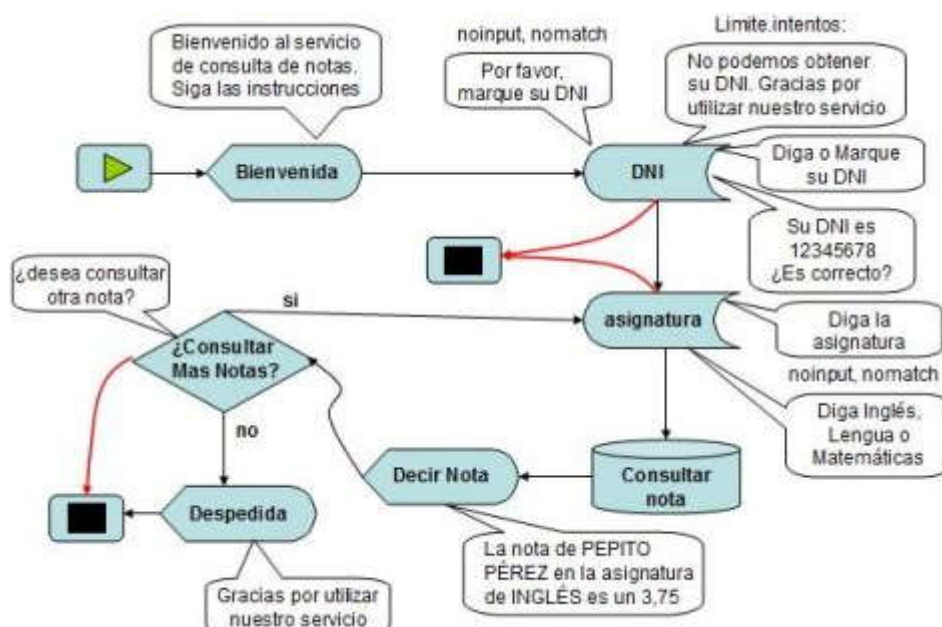 Bienvenido al servicio
de consulta de notas.
Siga las instrucciones
noinput, nomatch
Por favor,
marque su DNI
Limite.intentos:
No podemos obtener
su DNI. Gracias por
utilizar nuestro servicio
Bienvenida
DNI
Diga o Marque
su DNI
Su DNI es
12345678
¿Es correcto?
¿desea consultar
otra nota?
si
asignatura
Diga la
asignatura
¿Consultar
Mas Notas?
noinput, nomatch
Diga Inglés,
Lengua o
Matemáticas
no
Decir Nota
Consultar
nota
Despedida
La nota de PEPITO
PÉREZ en la asignatura
de INGLÉS es un 3,75
Gracias por utilizar
nuestro servicio